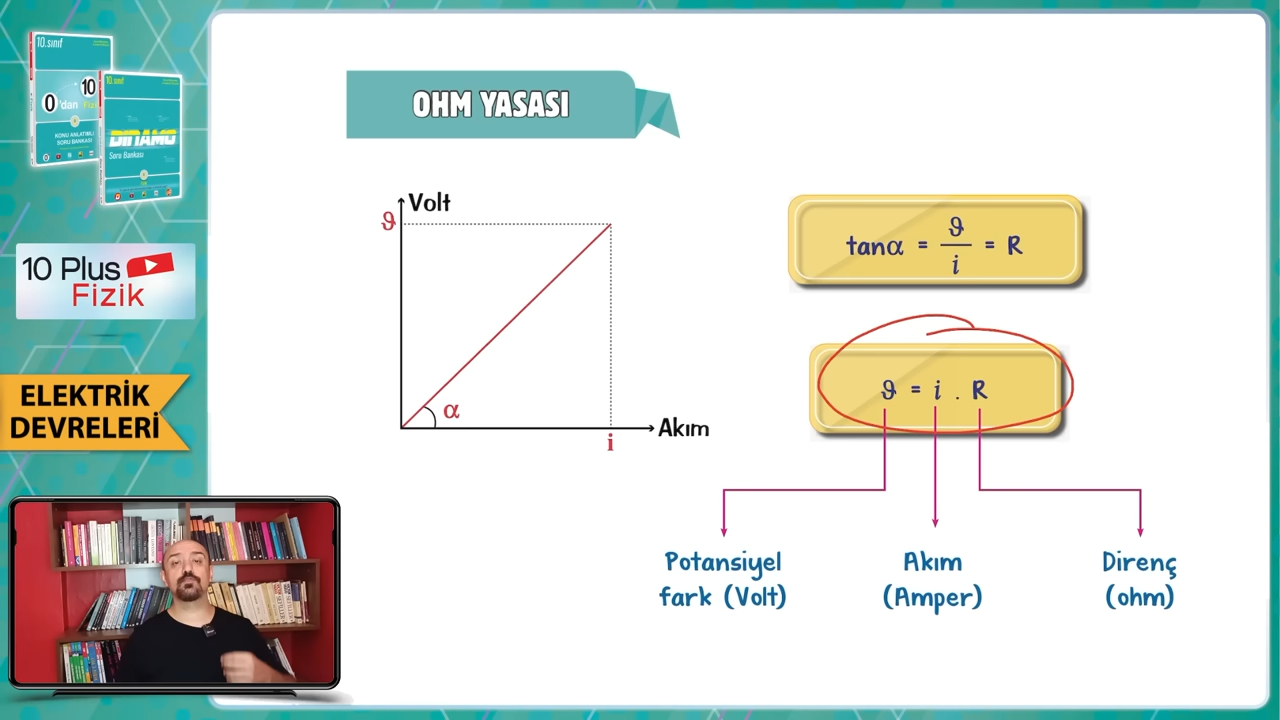 10.sınıf
0'dan 10
KONU ANLATIMLI
SORU BANKASI
10.sınıf
DİNAMO
Soru Bankası
10 Plus
Fizik
ELEKTRİK
DEVRELERİ
OHM YASASI
Volt
ϑ
α
Akım
i
tanα = ϑ/i = R
ϑ = i . R
Potansiyel
fark (Volt)
Akım
(Amper)
Direnç
(ohm)